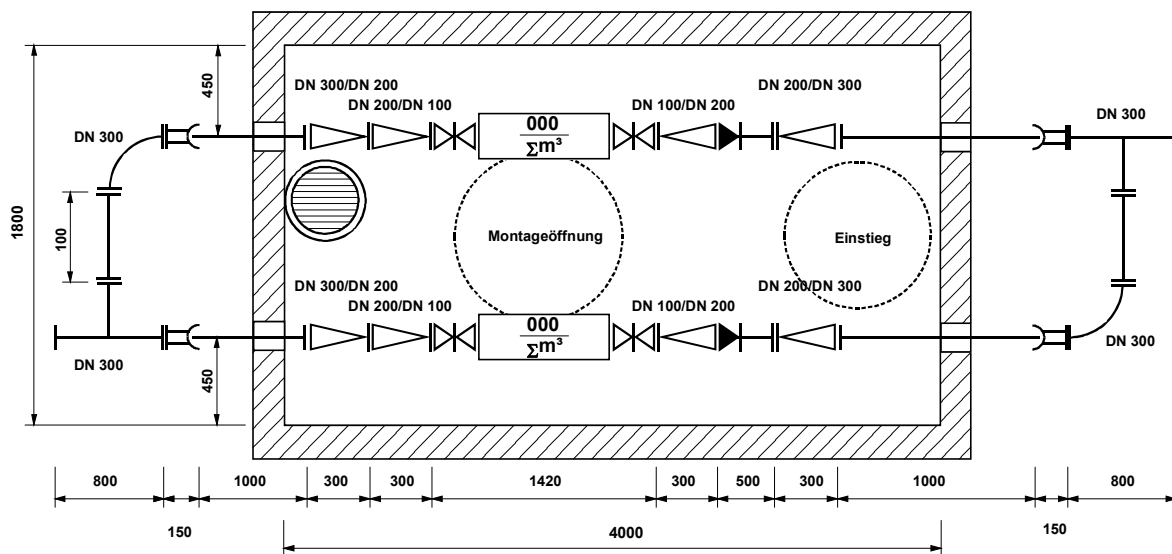 450
DN 300/DN 200
DN 200/DN 300
DN 200/DN 100
DN 100/DN 200
DN 300
000
Σm³
DN 300
1800
100
Montageöffnung
Einstieg
DN 300/DN 200
DN 200/DN 300
DN 200/DN 100
DN 100/DN 200
000
Σm³
DN 300
DN 300
450
800
1000
300
300
1420
300
500
300
1000
800
150
4000
150